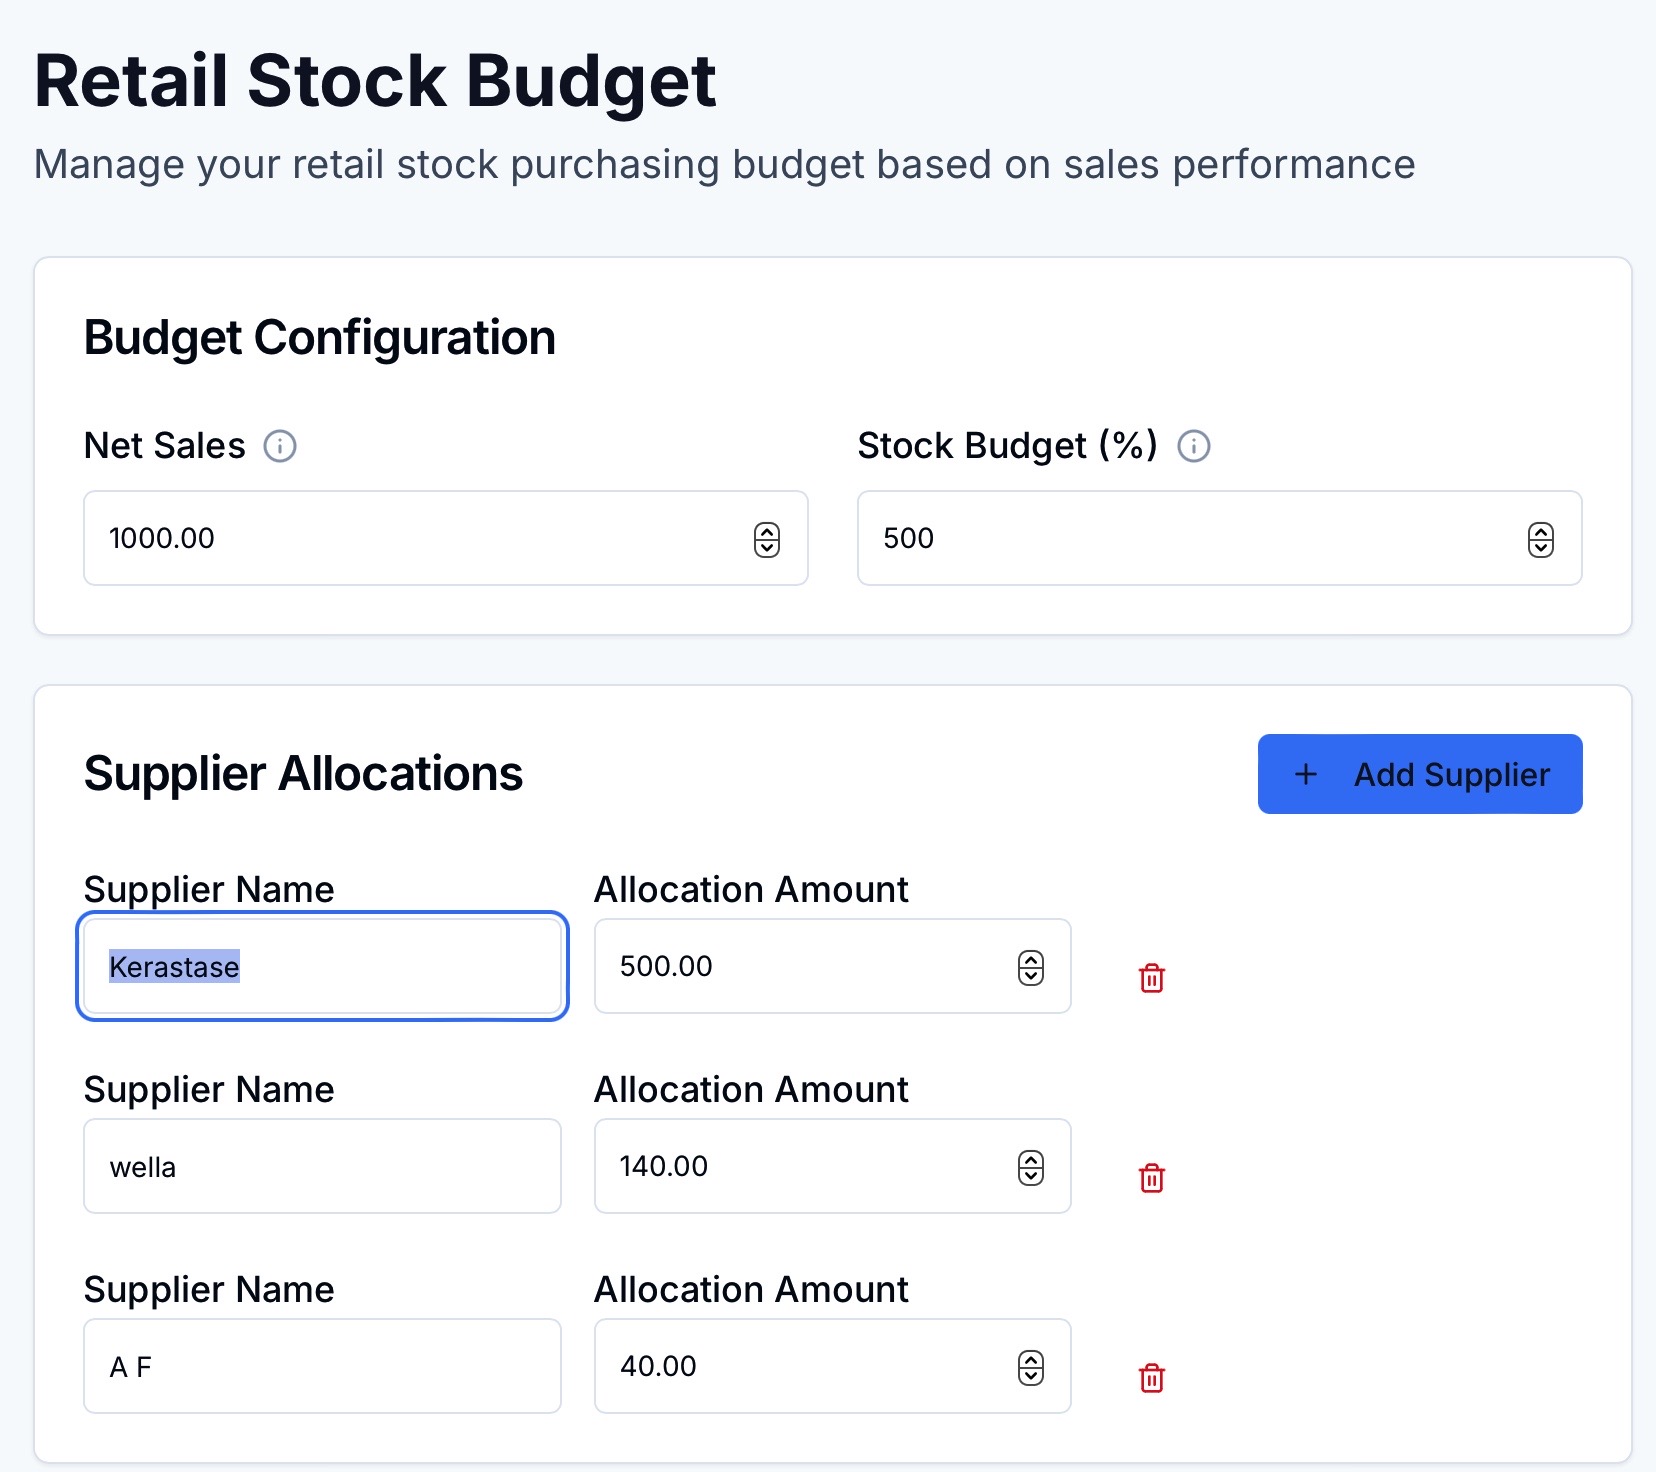 Retail Stock Budget
Manage your retail stock purchasing budget based on sales performance
Budget Configuration
Net Sales
Stock Budget (%)
1000.00
500
Supplier Allocations
+ Add Supplier
Supplier Name
Allocation Amount
Kerastase
500.00
Supplier Name
Allocation Amount
wella
140.00
Supplier Name
Allocation Amount
A F
40.00